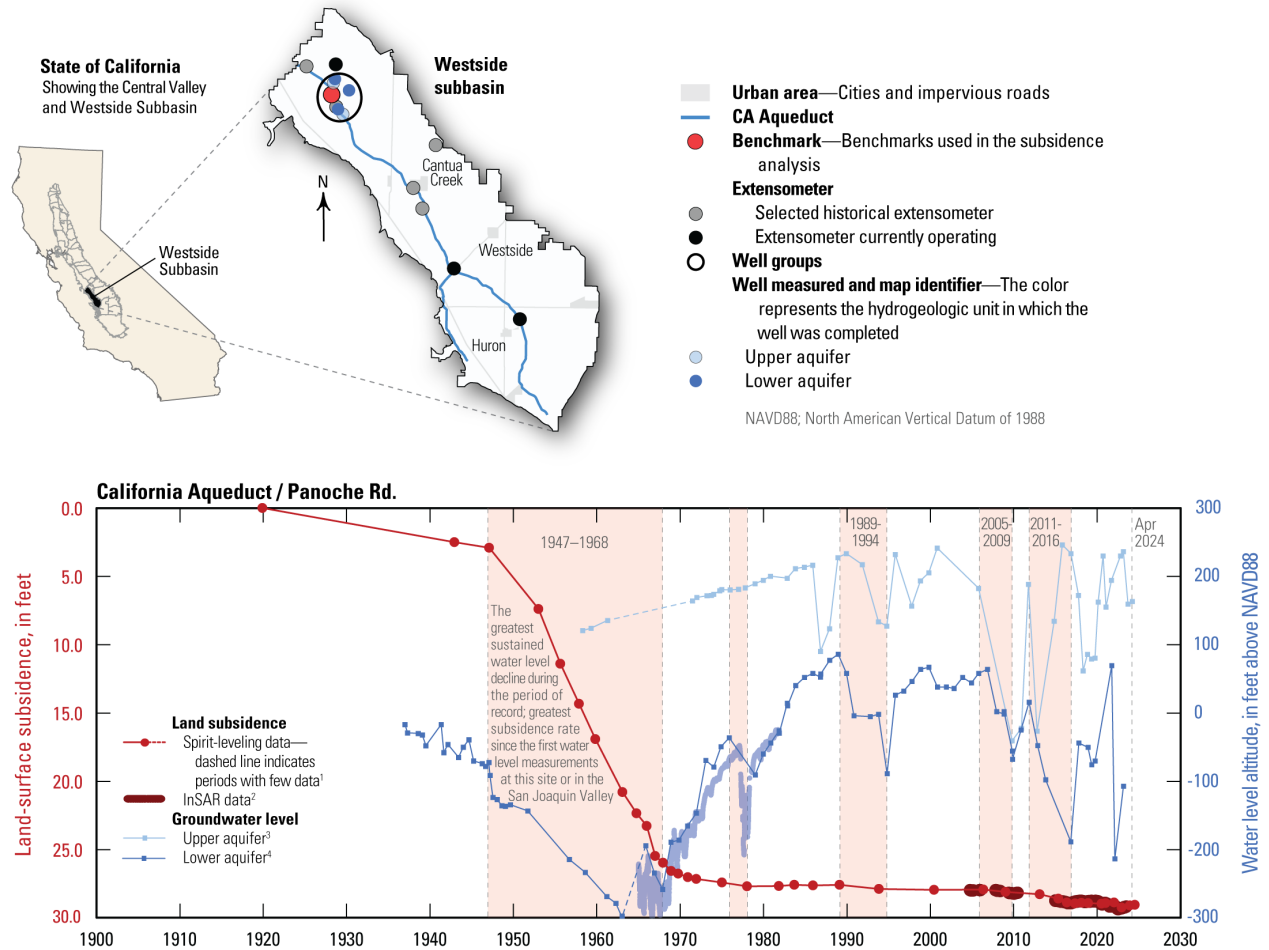 State of California
Showing the Central Valley
and Westside Subbasin
Westside
Subbasin
N
Westside
subbasin
Cantua
Creek
Westside
Huron
Urban area—Cities and impervious roads
CA Aqueduct
Benchmark—Benchmarks used in the subsidence
analysis
Extensometer
Selected historical extensometer
Extensometer currently operating
Well groups
Well measured and map identifier—The color
represents the hydrogeologic unit in which the
well was completed
Upper aquifer
Lower aquifer
NAVD88; North American Vertical Datum of 1988
California Aqueduct / Panoche Rd.
Land-surface subsidence, in feet
0.0
5.0
10.0
15.0
20.0
25.0
30.0
1947–1968
1989-
1994
2005-
2009
2011-
2016
Apr
2024
The
greatest
sustained
water level
decline during
the period of
record; greatest
subsidence rate
since the first water
level measurements
at this site or in the
San Joaquin Valley
Land subsidence
Spirit-leveling data—
dashed line indicates
periods with few data1
InSAR data2
Groundwater level
Upper aquifer3
Lower aquifer4
300
200
100
0
-100
-200
-300
Water level altitude, in feet above NAVD88
1900 1910 1920 1930 1940 1950 1960 1970 1980 1990 2000 2010 2020 2030